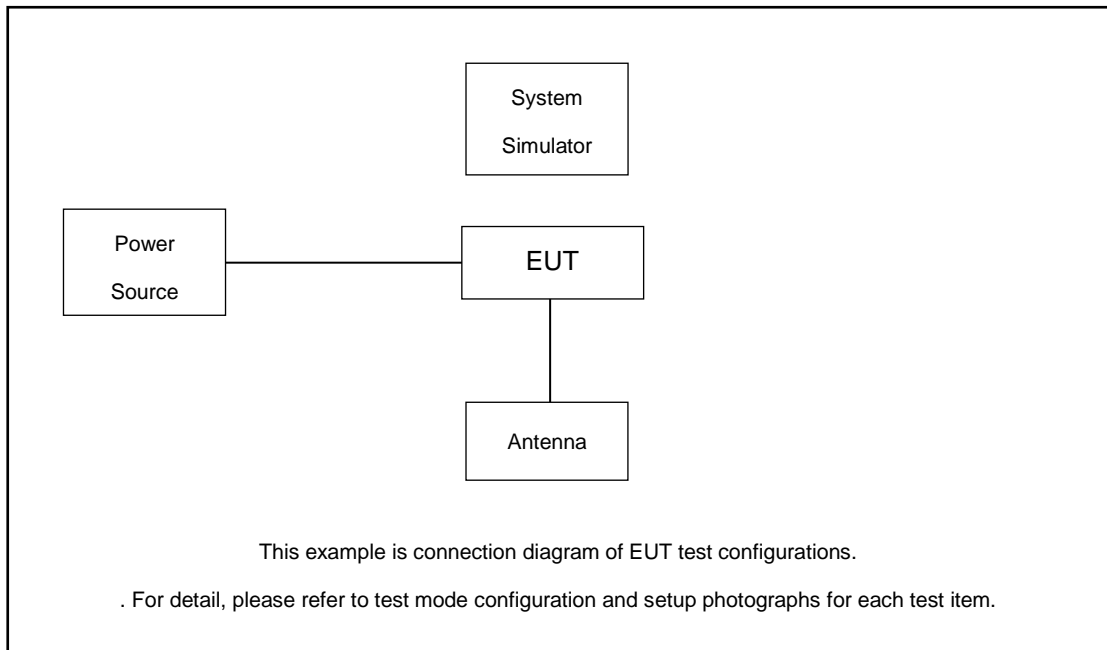 System
Simulator
Power
Source
EUT
Antenna
This example is connection diagram of EUT test configurations.
. For detail, please refer to test mode configuration and setup photographs for each test item.